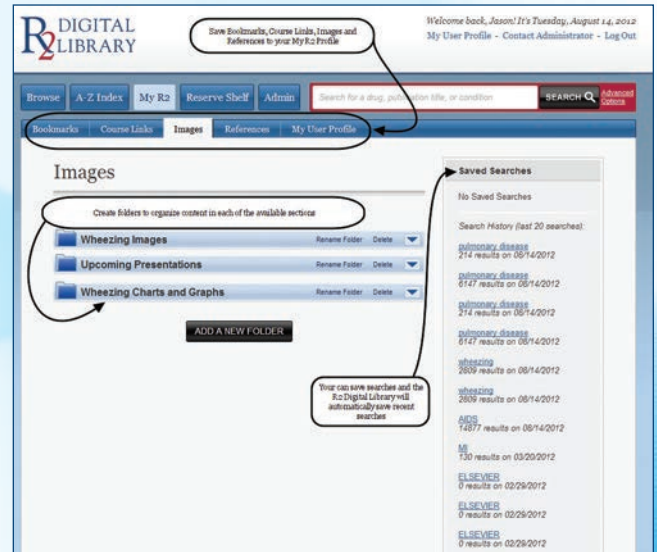 R2 DIGITAL
LIBRARY
Save Bookmarks, Course Links, Images and
References to your My R2 Profile
Welcome back, Jason! It's Tuesday, August 14, 2012
My User Profile - Contact Administrator - Log Out
Browse A-Z Index My R2 Reserve Shelf Admin Search for a drug, publication title, or condition SEARCH Advanced
Options
Bookmarks Course Links Images References My User Profile
Images
Create folders to organize content in each of the available sections
Wheezing Images Rename Folder Delete
Upcoming Presentations Rename Folder Delete
Wheezing Charts and Graphs Rename Folder Delete
ADD A NEW FOLDER
Your can save searches and the
R2 Digital Library will
automatically save recent
searches
Saved Searches
No Saved Searches
Search History (last 20 searches):
pulmonary disease
214 results on 08/14/2012
pulmonary disease
6147 results on 08/14/2012
pulmonary disease
214 results on 08/14/2012
pulmonary disease
6147 results on 08/14/2012
wheezing
2609 results on 08/14/2012
wheezing
2609 results on 08/14/2012
AIDS
14877 results on 08/14/2012
MI
130 results on 03/20/2012
ELSEVIER
0 results on 02/29/2012
ELSEVIER
0 results on 02/29/2012
ELSEVIER
0 results on 02/29/2012